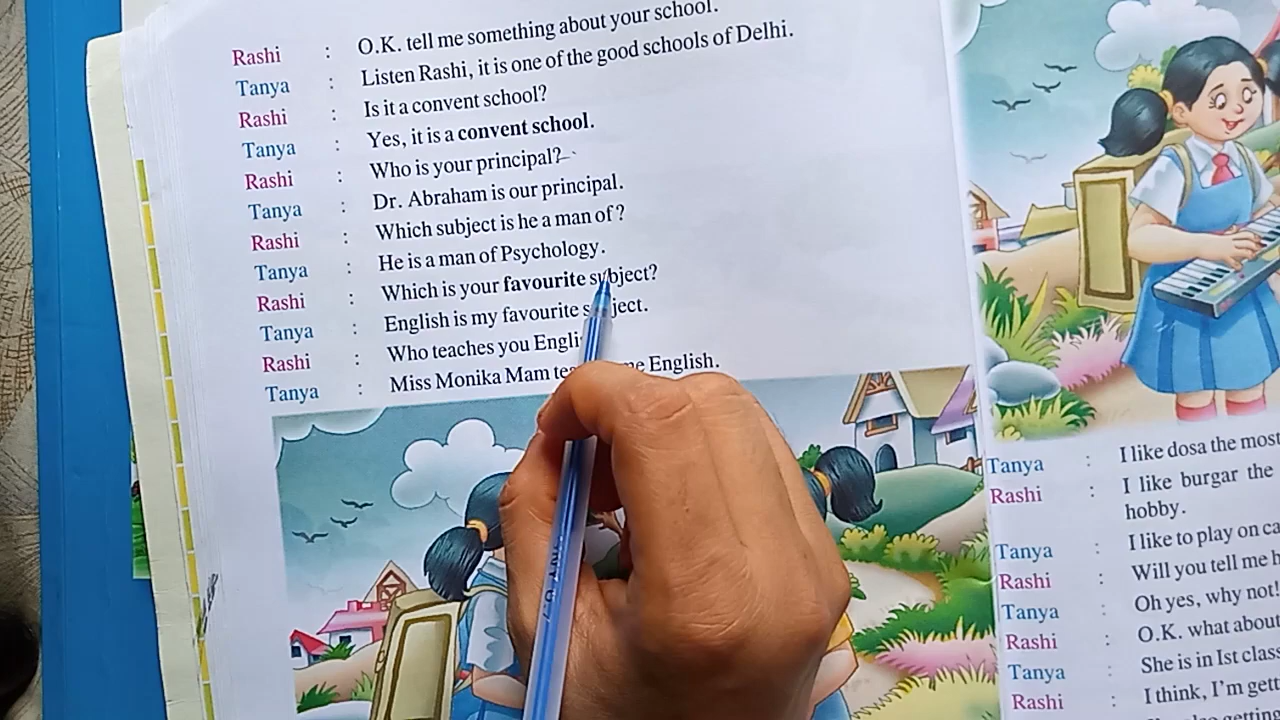 Rashi : O.K. tell me something about your school.
Tanya : Listen Rashi, it is one of the good schools of Delhi.
Rashi : Is it a convent school?
Tanya : Yes, it is a convent school.
Rashi : Who is your principal?
Tanya : Dr. Abraham is our principal.
Rashi : Which subject is he a man of?
Tanya : He is a man of Psychology.
Rashi : Which is your favourite subject?
Tanya : English is my favourite subject.
Rashi : Who teaches you
Tanya : Miss Monika Mam English.
Tanya : I like dosa the most
Rashi : I like burgar the
hobby.
Tanya : I like to play on
Rashi : Will you tell me
Tanya : Oh yes, why not!
Rashi : O.K. what about
Tanya : She is in Ist class
Rashi : I think, I'm
getting